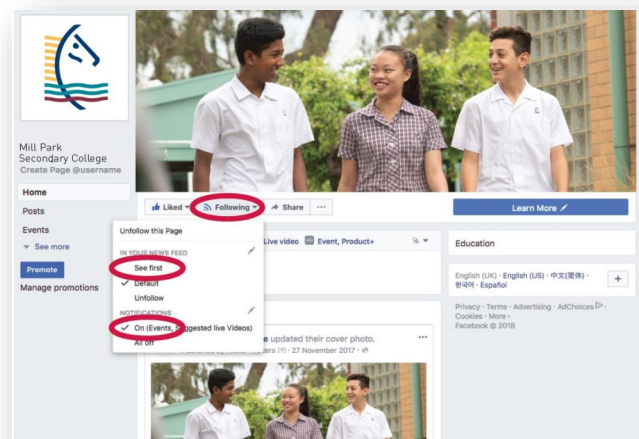 Mill Park
Secondary College
Create Page @username
Home
Posts
Events
See more
Promote
Manage promotions
Liked
Following
Share
Learn More
Unfollow this Page
IN YOUR NEWS FEED
See first
Default
Unfollow
NOTIFICATIONS
On (Events, Suggested live Videos)
All off
Live video
Event, Product+
updated their cover photo.
27 November 2017
Education
English (UK) · English (US) · 中文(简体) ·
한국어 · Español
Privacy · Terms · Advertising · AdChoices ·
Cookies · More ·
Facebook © 2018